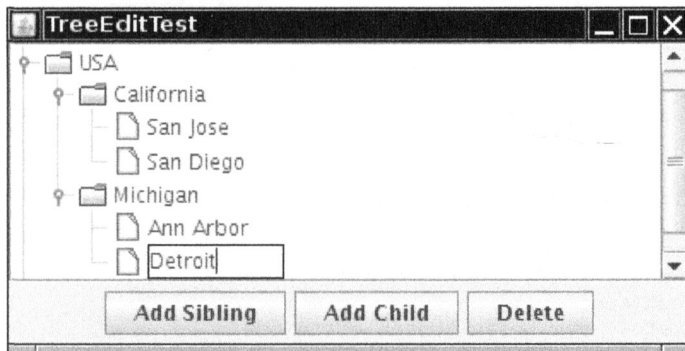 TreeEditTest
USA
California
San Jose
San Diego
Michigan
Ann Arbor
Detroit
Add Sibling Add Child Delete